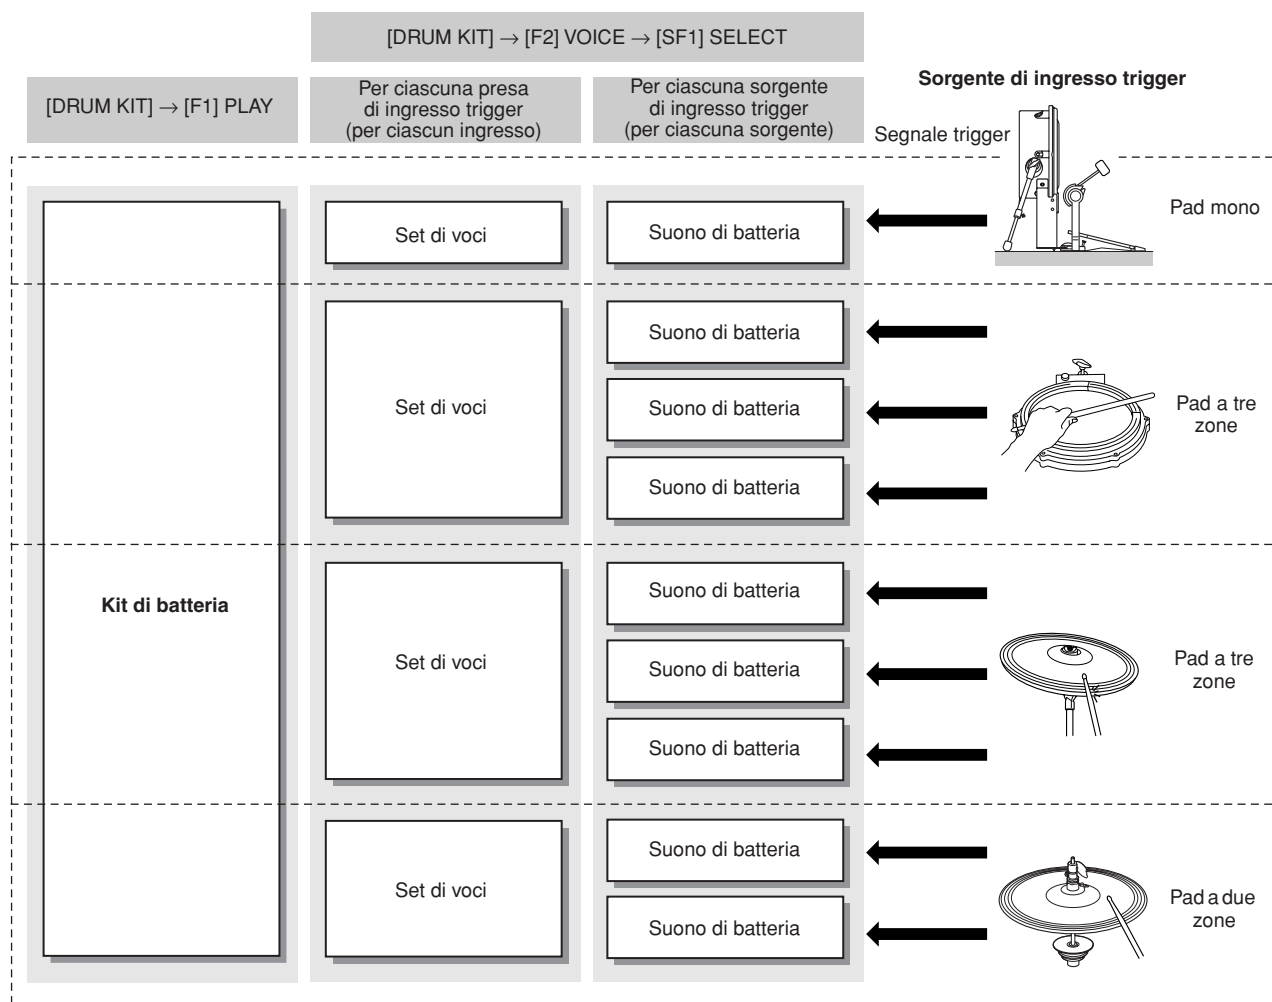 [DRUM KIT] → [F2] VOICE → [SF1] SELECT
[DRUM KIT] → [F1] PLAY
Per ciascuna presa
di ingresso trigger
(per ciascun ingresso)
Per ciascuna sorgente
di ingresso trigger
(per ciascuna sorgente)
Sorgente di ingresso trigger
Segnale trigger
Set di voci
Suono di batteria
Pad mono
Set di voci
Suono di batteria
Suono di batteria
Suono di batteria
Pad a tre
zone
Kit di batteria
Set di voci
Suono di batteria
Suono di batteria
Suono di batteria
Pad a tre
zone
Set di voci
Suono di batteria
Suono di batteria
Pad a due
zone